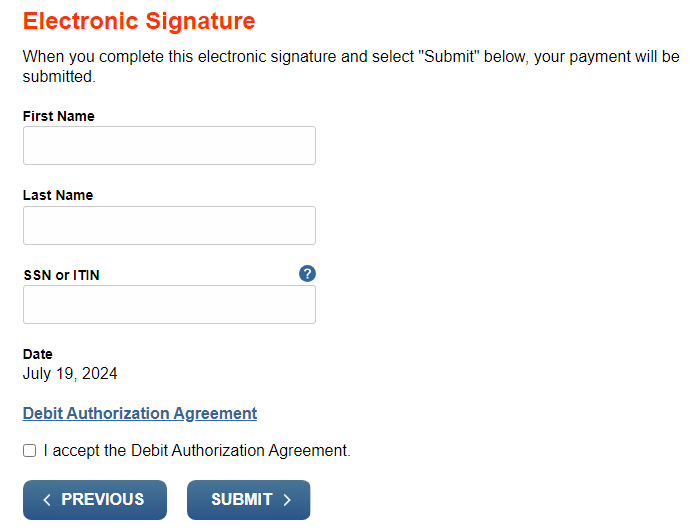 Electronic Signature
When you complete this electronic signature and select "Submit" below, your payment will be
submitted.
First Name
Last Name
SSN or ITIN ?
Date
July 19, 2024
Debit Authorization Agreement
I accept the Debit Authorization Agreement.
< PREVIOUS SUBMIT >